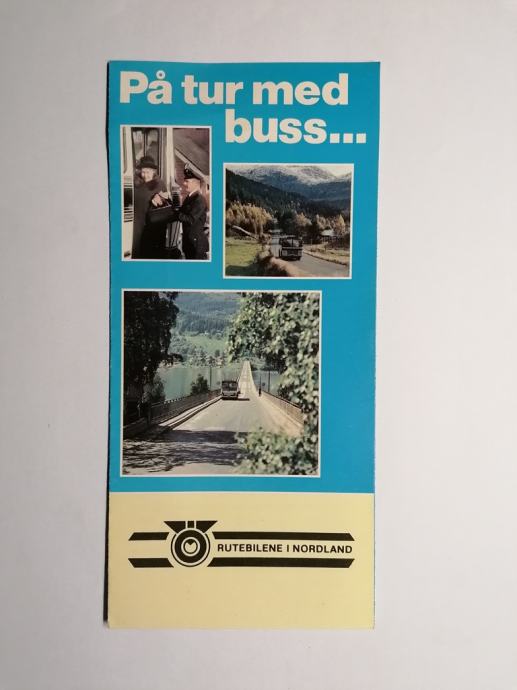 På tur med
buss...
RUTEBILENE I NORDLAND